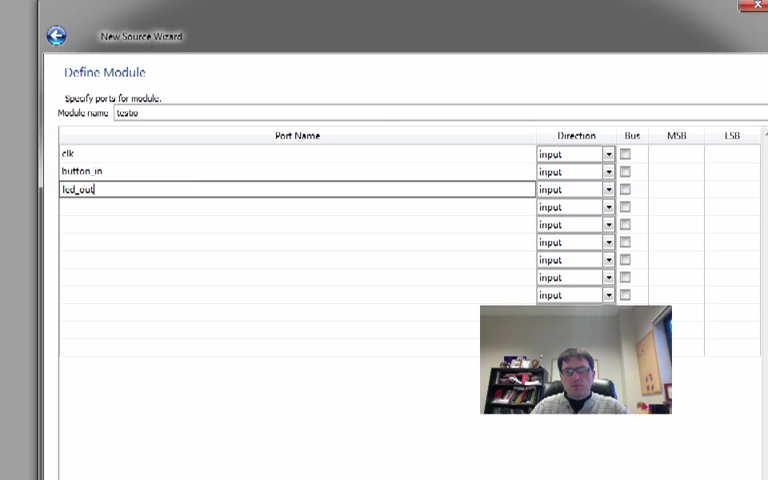 New Source Wizard
Define Module
Specify ports for module.
Module name testio
Port Name Direction Bus MSB LSB
clk input
button_in input
led_out input
input
input
input
input
input
input